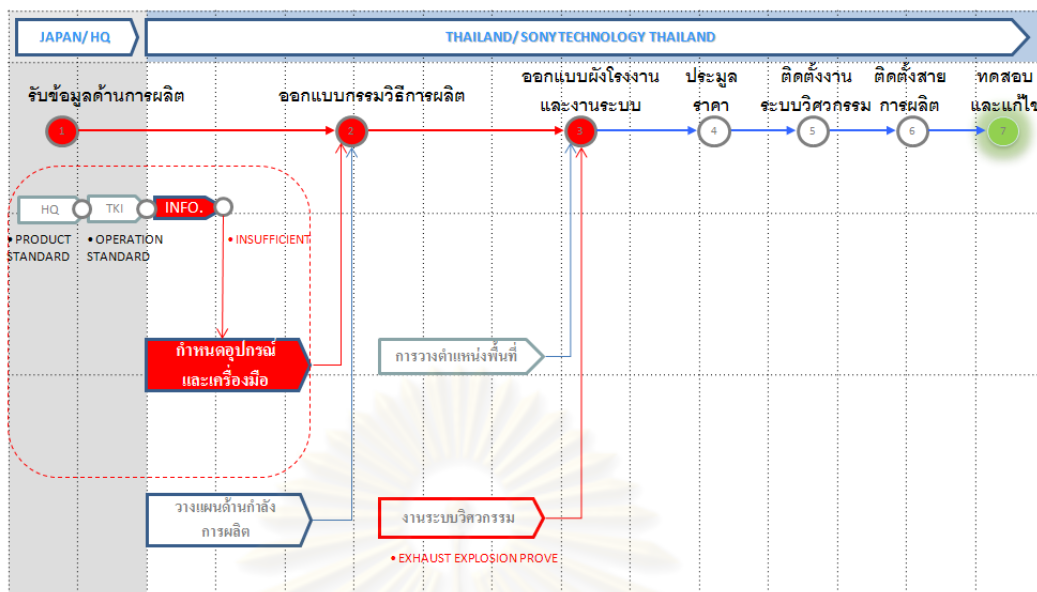 JAPAN/HQ
THAILAND/SONY TECHNOLOGY THAILAND
รับข้อมูลด้านการผลิต
ออกแบบกรรมวิธีการผลิต
ออกแบบผังโรงงาน
และงานระบบ
ประมูล
ราคา
ติดตั้งงาน
ระบบวิศวกรรม
ติดตั้งสาย
การผลิต
ทดสอบ
และแก้ไข
1
2
3
4
5
6
7
HQ
TKI
INFO.
• PRODUCT
STANDARD
• OPERATION
STANDARD
• INSUFFICIENT
กำหนดอุปกรณ์
และเครื่องมือ
การวางตำแหน่งพื้นที่
วางแผนด้านกำลัง
การผลิต
งานระบบวิศวกรรม
• EXHAUST EXPLOSION PROVE